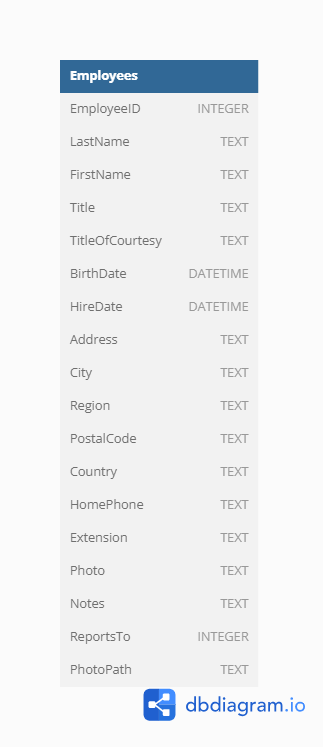 Employees
EmployeeID INTEGER
LastName TEXT
FirstName TEXT
Title TEXT
TitleOfCourtesy TEXT
BirthDate DATETIME
HireDate DATETIME
Address TEXT
City TEXT
Region TEXT
PostalCode TEXT
Country TEXT
HomePhone TEXT
Extension TEXT
Photo TEXT
Notes TEXT
ReportsTo INTEGER
PhotoPath TEXT
dbdiagram.io